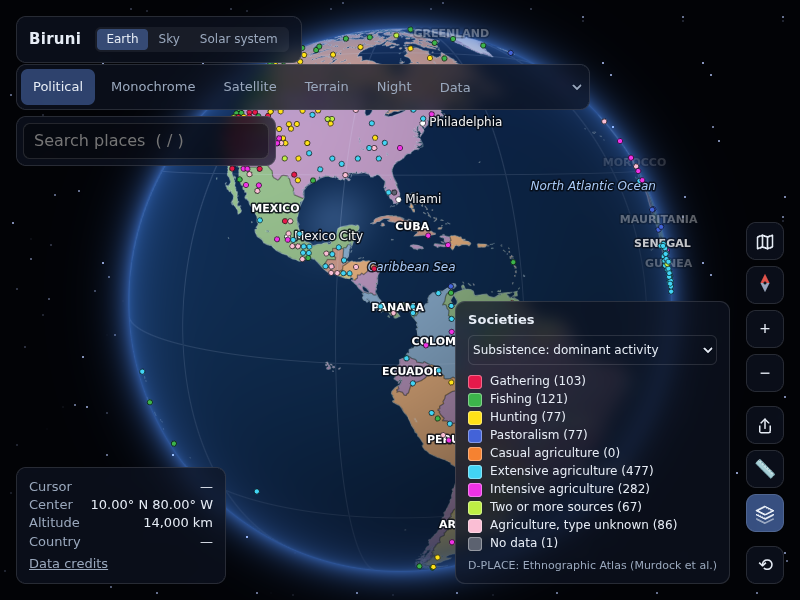 Biruni
Earth
Sky
Solar system
GREENLAND
Political
Monochrome
Satellite
Terrain
Night
Data
Search places ( / )
Philadelphia
MOROCCO
North Atlantic Ocean
Miami
MEXICO
MAURITANIA
CUBA
Mexico City
SENEGAL
GUINEA
Caribbean Sea
PANAMA
COLOM
ECUADOR
PERU
AR
Societies
Subsistence: dominant activity
Gathering (103)
Fishing (121)
Hunting (77)
Pastoralism (77)
Casual agriculture (0)
Extensive agriculture (477)
Intensive agriculture (282)
Two or more sources (67)
Agriculture, type unknown (86)
No data (1)
D-PLACE: Ethnographic Atlas (Murdock et al.)
Cursor —
Center 10.00° N 80.00° W
Altitude 14,000 km
Country —
Data credits